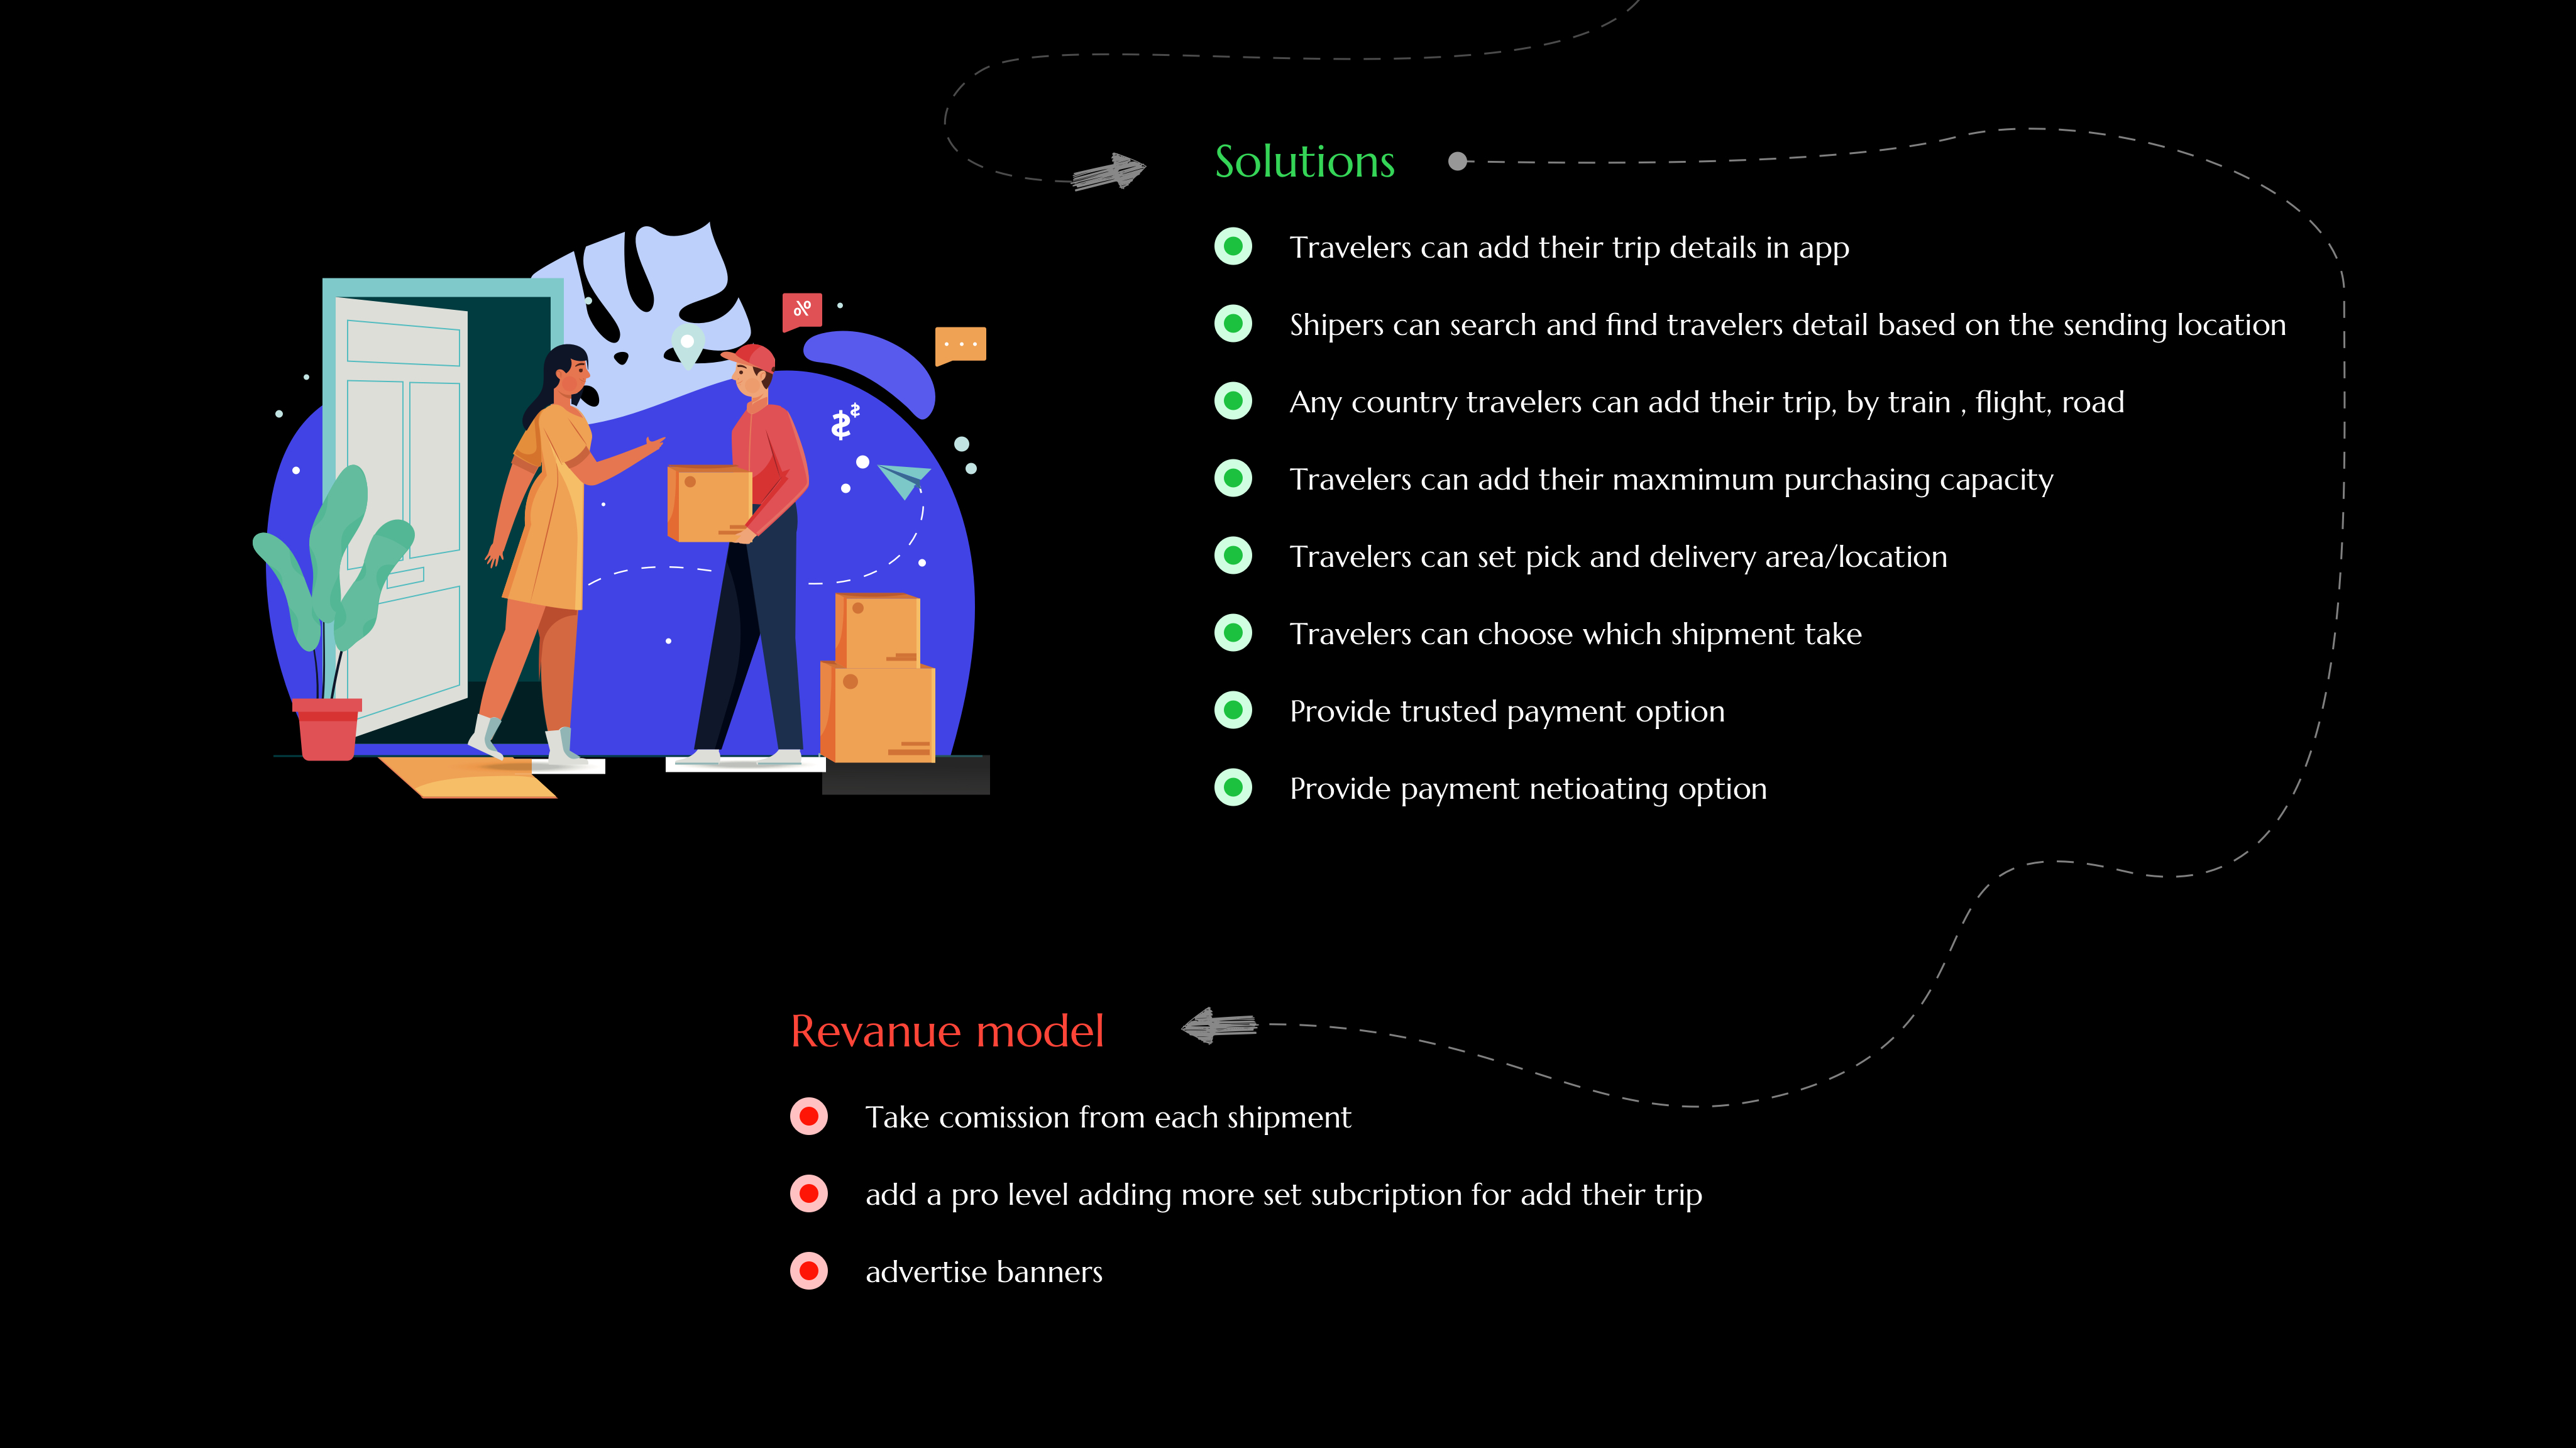 Solutions
Travelers can add their trip details in app
Shipers can search and find travelers detail based on the sending location
Any country travelers can add their trip, by train , flight, road
Travelers can add their maxmimum purchasing capacity
Travelers can set pick and delivery area/location
Travelers can choose which shipment take
Provide trusted payment option
Provide payment netioating option
%
$ $
Revanue model
Take comission from each shipment
add a pro level adding more set subcription for add their trip
advertise banners